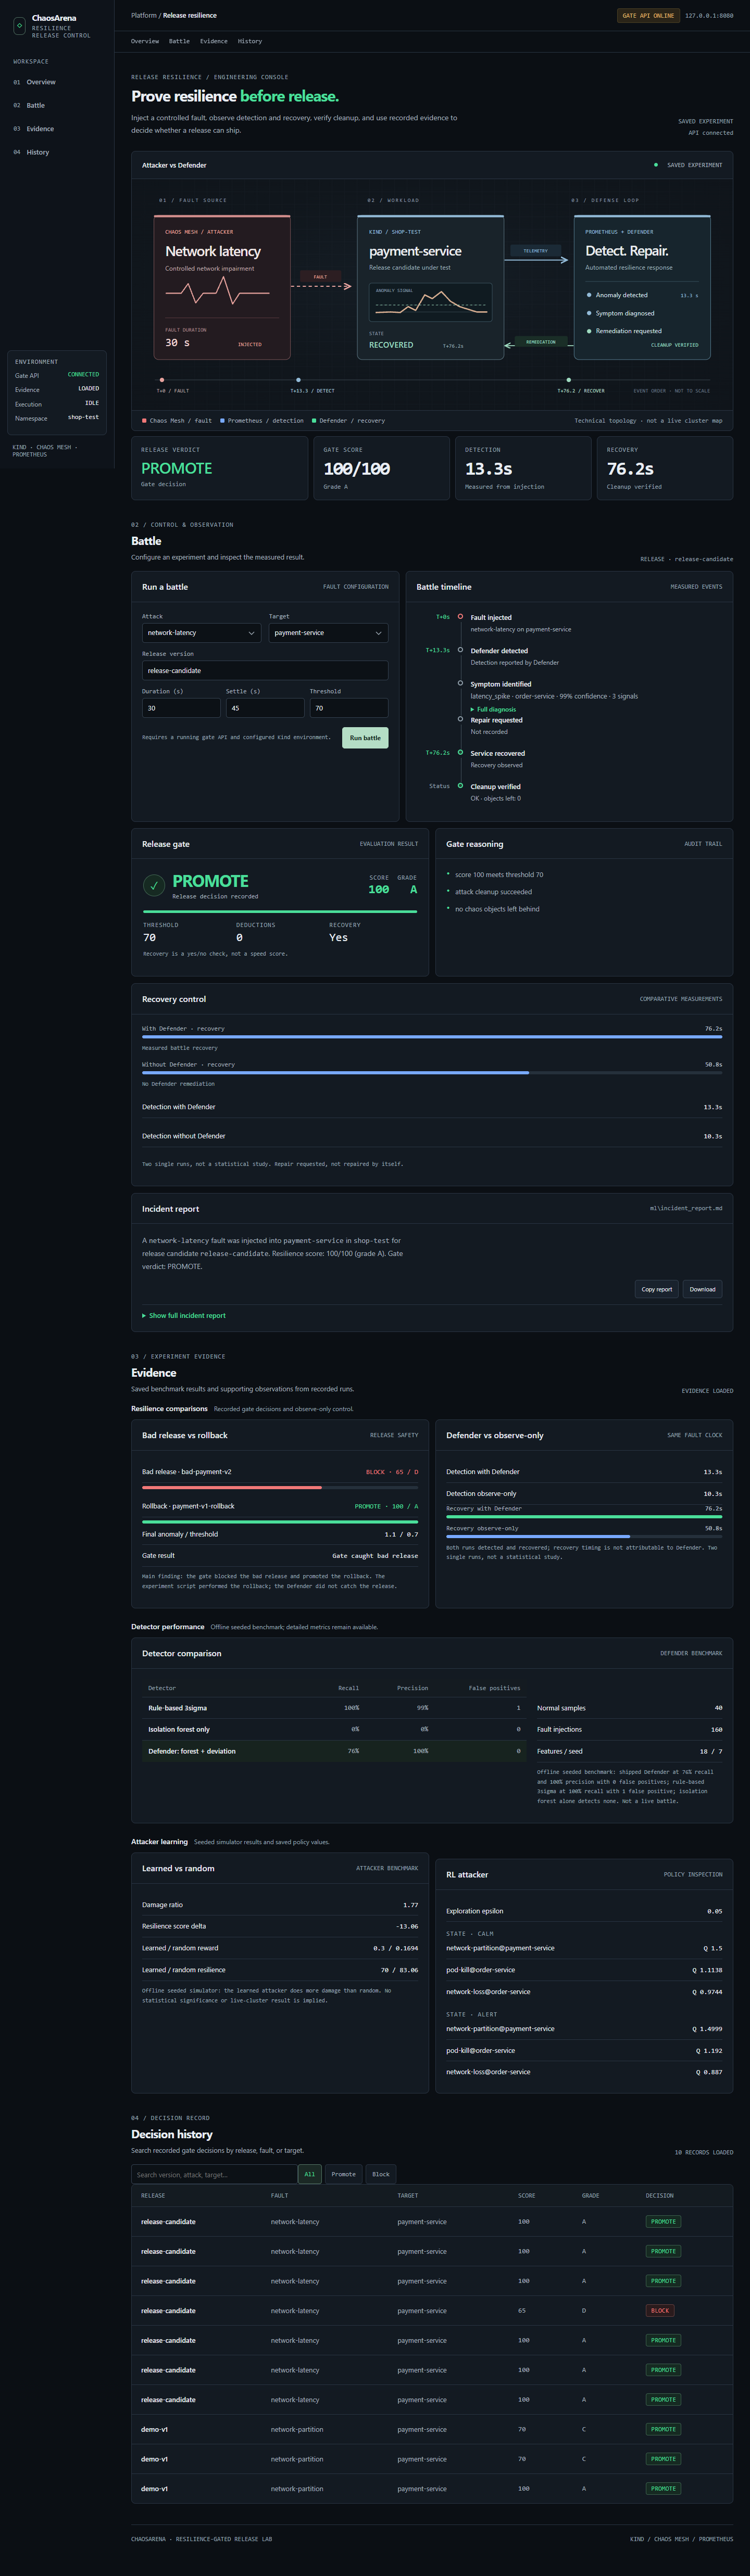 ChaosArena
RESILIENCE
RELEASE CONTROL
WORKSPACE
01 Overview
02 Battle
03 Evidence
04 History
ENVIRONMENT
Gate API CONNECTED
Evidence LOADED
Execution IDLE
Namespace shop-test
KIND · CHAOS MESH ·
PROMETHEUS
Platform / Release resilience
GATE API ONLINE 127.0.0.1:8080
Overview Battle Evidence History
RELEASE RESILIENCE / ENGINEERING CONSOLE
Prove resilience before release.
Inject a controlled fault, observe detection and recovery, verify cleanup, and use recorded evidence to
decide whether a release can ship.
SAVED EXPERIMENT
API connected
Attacker vs Defender
SAVED EXPERIMENT
01 / FAULT SOURCE
02 / WORKLOAD
03 / DEFENSE LOOP
CHAOS MESH / ATTACKER
Network latency
Controlled network impairment
FAULT DURATION
30 s
INJECTED
FAULT
KIND / SHOP-TEST
payment-service
Release candidate under test
ANOMALY SIGNAL
STATE
RECOVERED
T+76.2s
TELEMETRY
REMEDIATION
PROMETHEUS + DEFENDER
Detect. Repair.
Automated resilience response
Anomaly detected 13.3 s
Symptom diagnosed
Remediation requested
CLEANUP VERIFIED
T+0 / FAULT
T+13.3 / DETECT
T+76.2 / RECOVER
EVENT ORDER · NOT TO SCALE
Chaos Mesh / fault Prometheus / detection Defender / recovery
Technical topology · not a live cluster map
RELEASE VERDICT
PROMOTE
Gate decision
GATE SCORE
100/100
Grade A
DETECTION
13.3s
Measured from injection
RECOVERY
76.2s
Cleanup verified
02 / CONTROL & OBSERVATION
Battle
Configure an experiment and inspect the measured result.
RELEASE · release-candidate
Run a battle
FAULT CONFIGURATION
Attack Target
network-latency payment-service
Release version
release-candidate
Duration (s) Settle (s) Threshold
30 45 70
Requires a running gate API and configured Kind environment.
Run battle
Battle timeline
MEASURED EVENTS
T+0s Fault injected
network-latency on payment-service
T+13.3s Defender detected
Detection reported by Defender
Symptom identified
latency_spike · order-service · 99% confidence · 3 signals
Full diagnosis
Repair requested
Not recorded
T+76.2s Service recovered
Recovery observed
Status Cleanup verified
OK · objects left: 0
Release gate
EVALUATION RESULT
PROMOTE
Release decision recorded
SCORE GRADE
100 A
THRESHOLD DEDUCTIONS RECOVERY
70 0 Yes
Recovery is a yes/no check, not a speed score.
Gate reasoning
AUDIT TRAIL
score 100 meets threshold 70
attack cleanup succeeded
no chaos objects left behind
Recovery control
COMPARATIVE MEASUREMENTS
With Defender · recovery 76.2s
Measured battle recovery
Without Defender · recovery 50.8s
No Defender remediation
Detection with Defender 13.3s
Detection without Defender 10.3s
Two single runs, not a statistical study. Repair requested, not repaired by itself.
Incident report
ml\incident_report.md
A network-latency fault was injected into payment-service in shop-test for
release candidate release-candidate. Resilience score: 100/100 (grade A). Gate
verdict: PROMOTE.
Copy report Download
Show full incident report
03 / EXPERIMENT EVIDENCE
Evidence
Saved benchmark results and supporting observations from recorded runs.
EVIDENCE LOADED
Resilience comparisons Recorded gate decisions and observe-only control.
Bad release vs rollback
RELEASE SAFETY
Bad release · bad-payment-v2 BLOCK · 65 / D
Rollback · payment-v1-rollback PROMOTE · 100 / A
Final anomaly / threshold 1.1 / 0.7
Gate result Gate caught bad release
Main finding: the gate blocked the bad release and promoted the rollback. The
experiment script performed the rollback; the Defender did not catch the release.
Defender vs observe-only
SAME FAULT CLOCK
Detection with Defender 13.3s
Detection observe-only 10.3s
Recovery with Defender 76.2s
Recovery observe-only 50.8s
Both runs detected and recovered; recovery timing is not attributable to Defender. Two
single runs, not a statistical study.
Detector performance Offline seeded benchmark; detailed metrics remain available.
Detector comparison
DEFENDER BENCHMARK
Detector Recall Precision False positives
Rule-based 3sigma 100% 99% 1
Isolation forest only 0% 0% 0
Defender: forest + deviation 76% 100% 0
Normal samples 40
Fault injections 160
Features / seed 18 / 7
Offline seeded benchmark: shipped Defender at 76% recall
and 100% precision with 0 false positives; rule-based
3sigma at 100% recall with 1 false positive; isolation
forest alone detects none. Not a live battle.
Attacker learning Seeded simulator results and saved policy values.
Learned vs random
ATTACKER BENCHMARK
Damage ratio 1.77
Resilience score delta -13.06
Learned / random reward 0.3 / 0.1694
Learned / random resilience 70 / 83.06
Offline seeded simulator: the learned attacker does more damage than random. No
statistical significance or live-cluster result is implied.
RL attacker
POLICY INSPECTION
Exploration epsilon 0.05
STATE · CALM
network-partition@payment-service Q 1.5
pod-kill@order-service Q 1.1138
network-loss@order-service Q 0.9744
STATE · ALERT
network-partition@payment-service Q 1.4999
pod-kill@order-service Q 1.192
network-loss@order-service Q 0.887
04 / DECISION RECORD
Decision history
Search recorded gate decisions by release, fault, or target.
10 RECORDS LOADED
Search version, attack, target... All Promote Block
RELEASE FAULT TARGET SCORE GRADE DECISION
release-candidate network-latency payment-service 100 A PROMOTE
release-candidate network-latency payment-service 100 A PROMOTE
release-candidate network-latency payment-service 100 A PROMOTE
release-candidate network-latency payment-service 65 D BLOCK
release-candidate network-latency payment-service 100 A PROMOTE
release-candidate network-latency payment-service 100 A PROMOTE
release-candidate network-latency payment-service 100 A PROMOTE
demo-v1 network-partition payment-service 70 C PROMOTE
demo-v1 network-partition payment-service 70 C PROMOTE
demo-v1 network-partition payment-service 100 A PROMOTE
CHAOSARENA · RESILIENCE-GATED RELEASE LAB
KIND / CHAOS MESH / PROMETHEUS